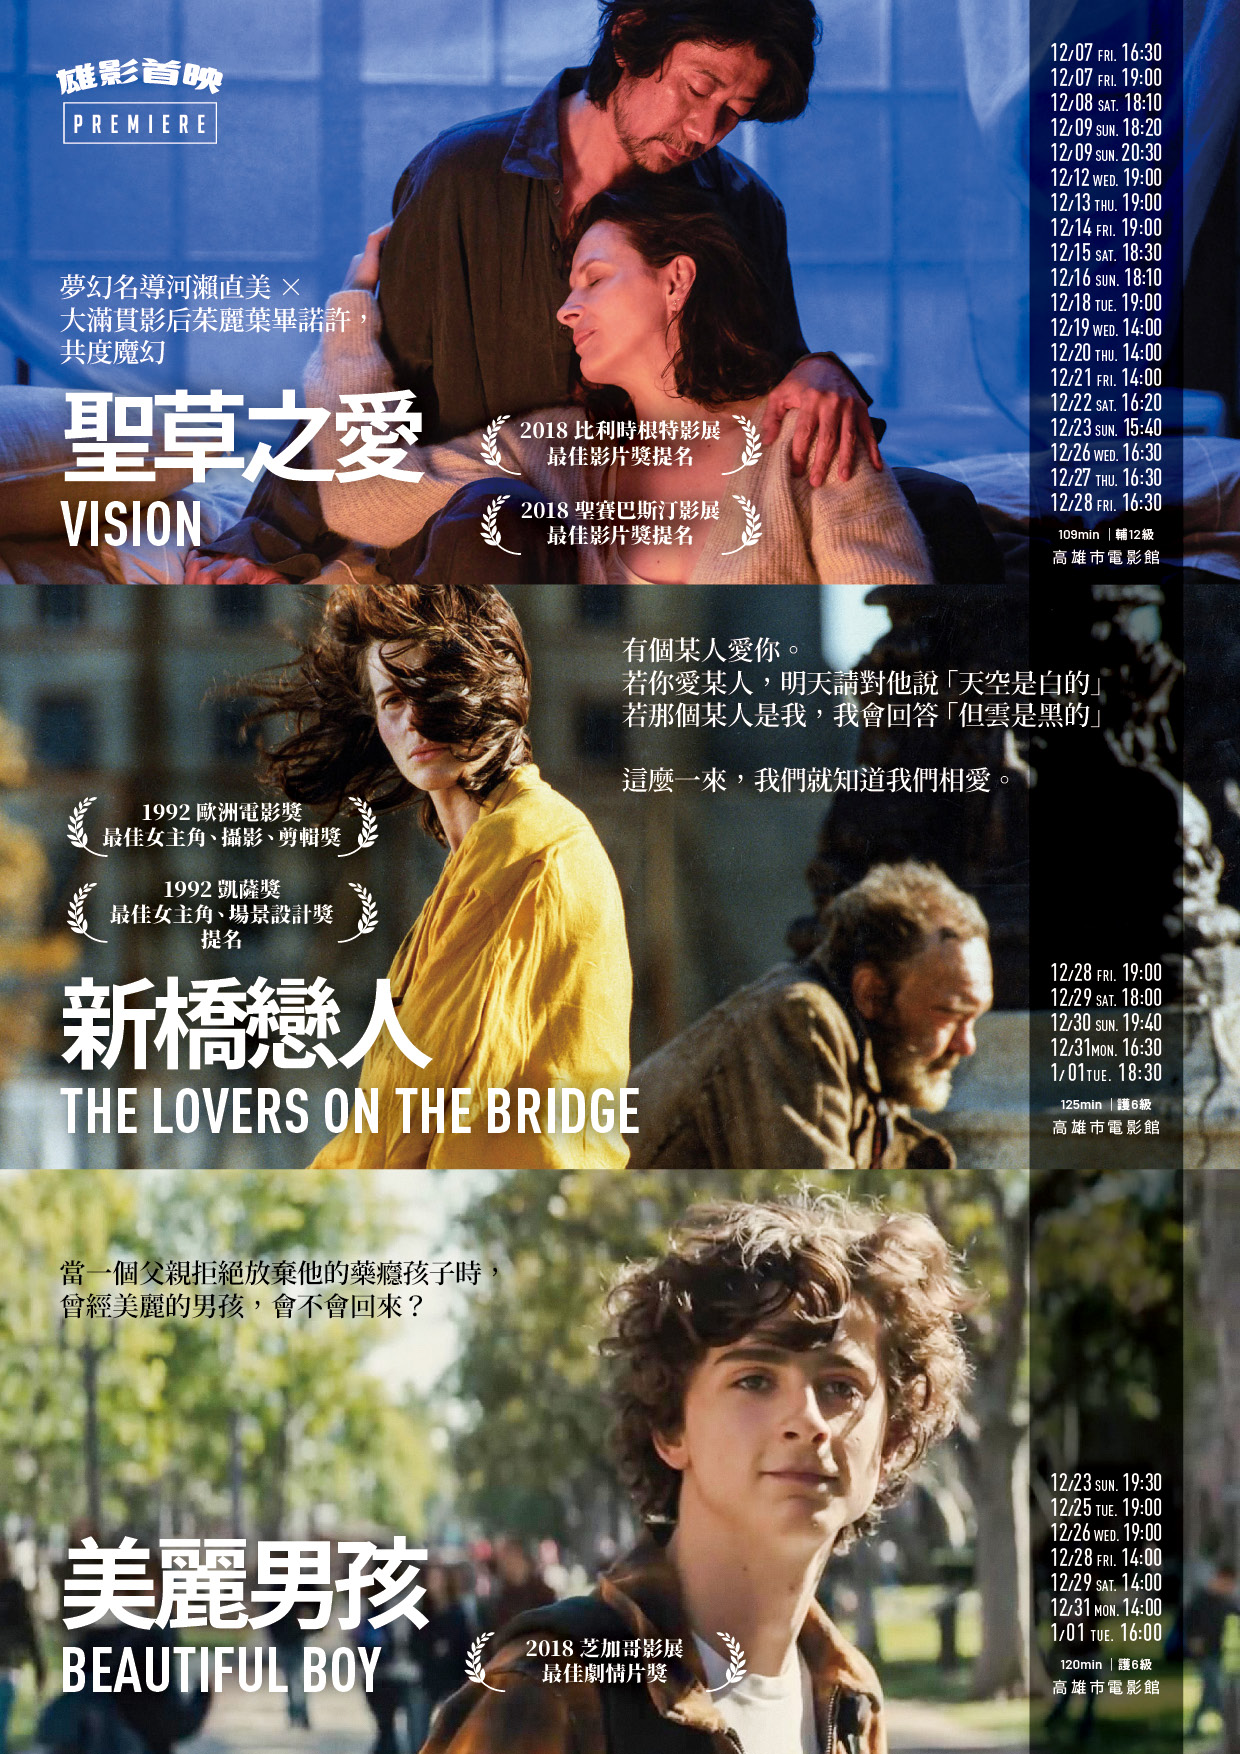 雄影首映
PREMIERE
夢幻名導河瀨直美 ×
大滿貫影后茱麗葉畢諾許，
共度魔幻
聖草之愛
VISION
2018 比利時根特影展
最佳影片獎提名
2018 聖賽巴斯汀影展
最佳影片獎提名
12/07 FRI. 16:30
12/07 FRI. 19:00
12/08 SAT. 18:10
12/09 SUN. 18:20
12/09 SUN. 20:30
12/12 WED. 19:00
12/13 THU. 19:00
12/14 FRI. 19:00
12/15 SAT. 18:30
12/16 SUN. 18:10
12/18 TUE. 19:00
12/19 WED. 14:00
12/20 THU. 14:00
12/21 FRI. 14:00
12/22 SAT. 16:20
12/23 SUN. 15:40
12/26 WED. 16:30
12/27 THU. 16:30
12/28 FRI. 16:30
109min｜輔12級
高雄市電影館
有個某人愛你。
若你愛某人，明天請對他說「天空是白的」
若那個某人是我，我會回答「但雲是黑的」
這麼一來，我們就知道我們相愛。
1992 歐洲電影獎
最佳女主角、攝影、剪輯獎
1992 凱薩獎
最佳女主角、場景設計獎
提名
新橋戀人
THE LOVERS ON THE BRIDGE
12/28 FRI. 19:00
12/29 SAT. 18:00
12/30 SUN. 19:40
12/31MON. 16:30
1/01TUE. 18:30
125min｜護6級
高雄市電影館
當一個父親拒絕放棄他的藥癮孩子時，
曾經美麗的男孩，會不會回來？
美麗男孩
BEAUTIFUL BOY
2018 芝加哥影展
最佳劇情片獎
12/23 SUN. 19:30
12/25 TUE. 19:00
12/26 WED. 19:00
12/28 FRI. 14:00
12/29 SAT. 14:00
12/31 MON. 14:00
1/01 TUE. 16:00
120min｜護6級
高雄市電影館